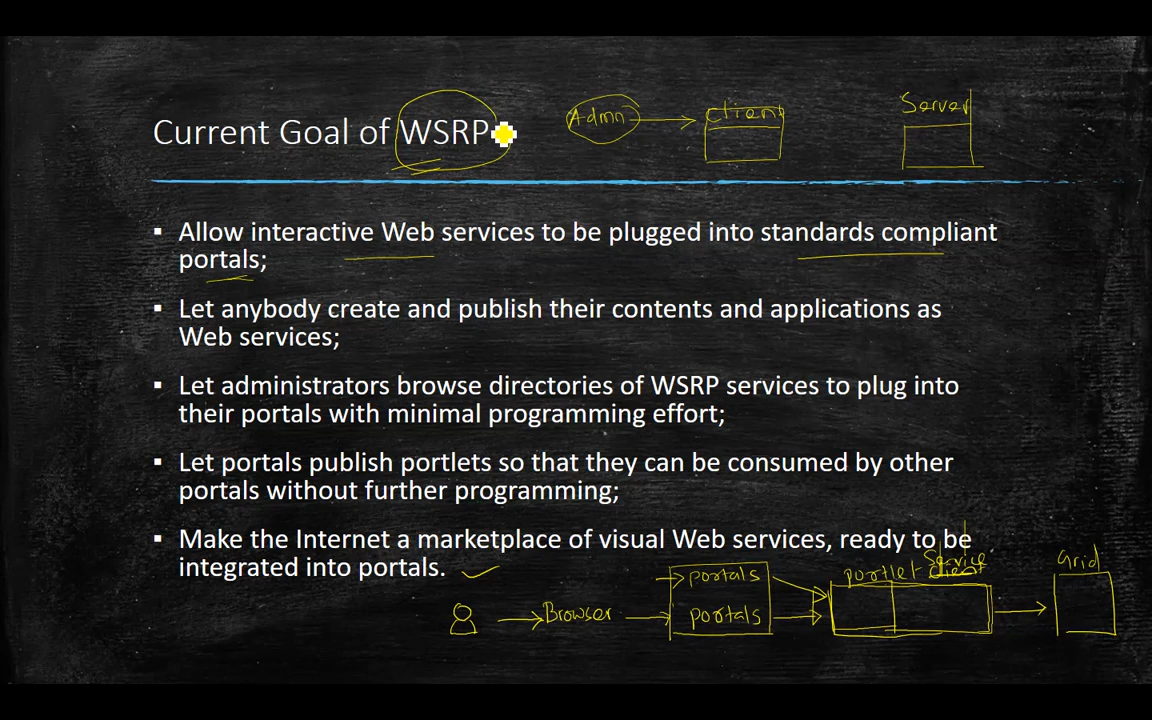 Admn
client
Server
Current Goal of WSRP
▪ Allow interactive Web services to be plugged into standards compliant
portals;
▪ Let anybody create and publish their contents and applications as
Web services;
▪ Let administrators browse directories of WSRP services to plug into
their portals with minimal programming effort;
▪ Let portals publish portlets so that they can be consumed by other
portals without further programming;
▪ Make the Internet a marketplace of visual Web services, ready to be
integrated into portals.
portals
portlet
Service
client
Grid
Browser
portals